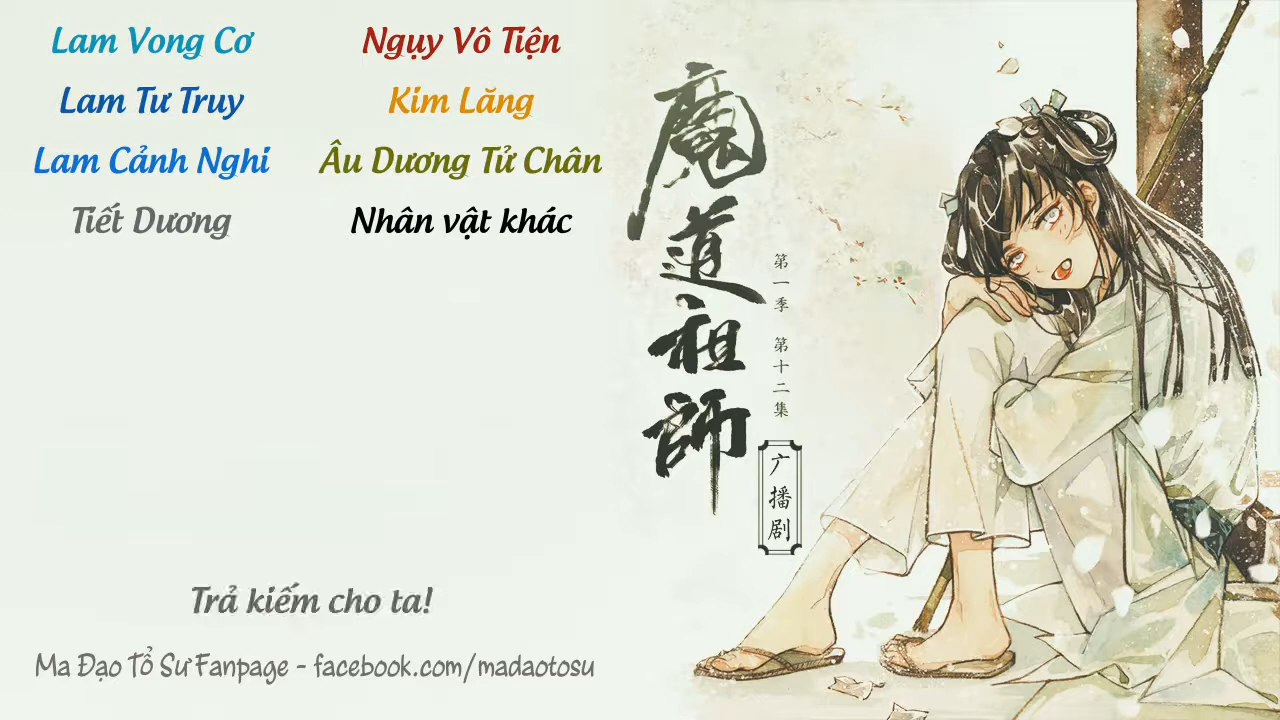 Lam Vong Cơ
Ngụy Vô Tiện
Lam Tư Truy
Kim Lăng
Lam Cảnh Nghi
Âu Dương Tử Chân
Tiết Dương
Nhân vật khác
魔道祖師
第一季 第十二集
广播剧
Trả kiếm cho ta!
Ma Đạo Tổ Sư Fanpage - facebook.com/madaotosu